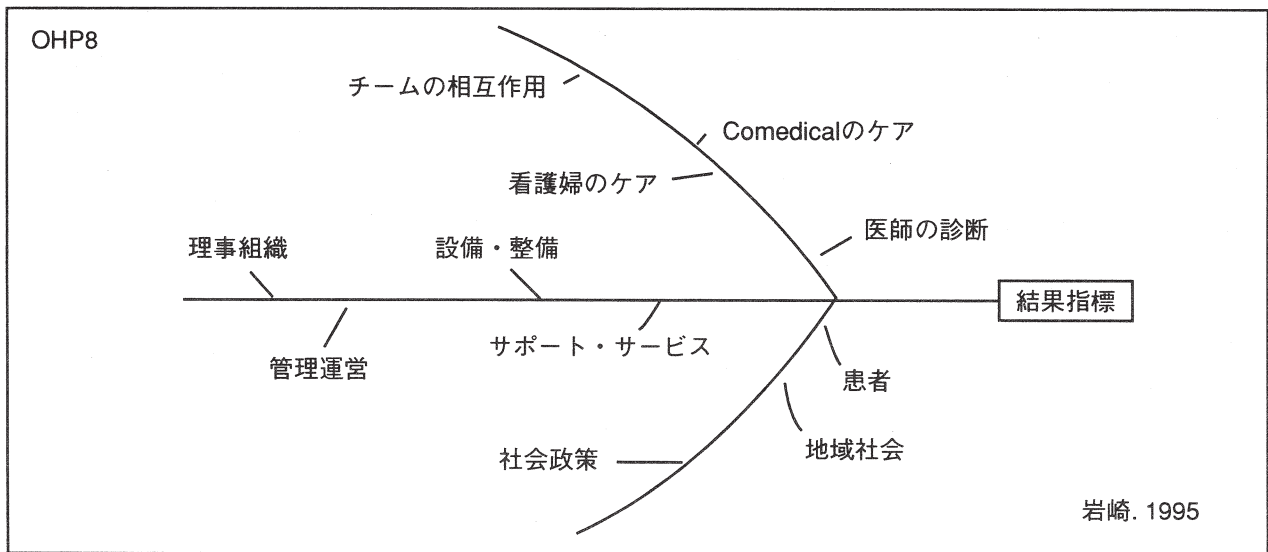 OHP8
チームの相互作用
Comedicalのケア
看護婦のケア
医師の診断
理事組織
設備・整備
結果指標
サポート・サービス
管理運営
患者
地域社会
社会政策
岩崎. 1995